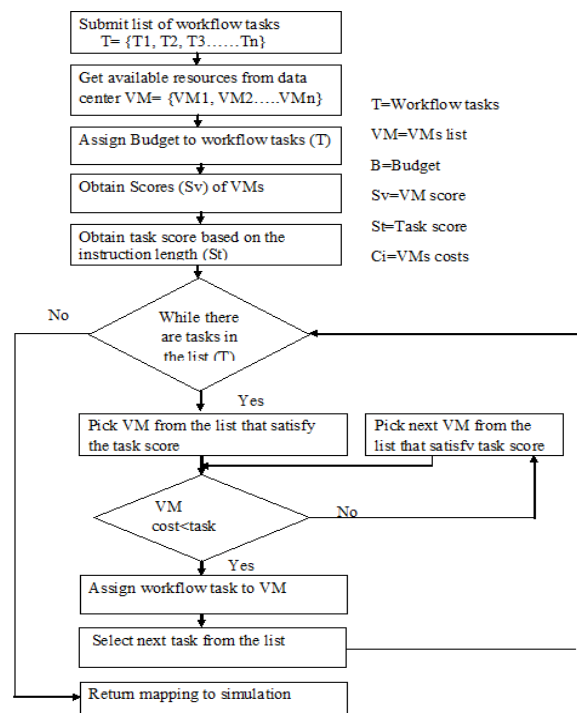 Submit list of workflow tasks
T= {T1, T2, T3……Tn}
Get available resources from data
center VM= {VM1, VM2…..VMn}
Assign Budget to workflow tasks (T)
Obtain Scores (Sv) of VMs
Obtain task score based on the
instruction length (St)
T=Workflow tasks
VM=VMs list
B=Budget
Sv=VM score
St=Task score
Ci=VMs costs
No
While there
are tasks in
the list (T)
Yes
Pick VM from the list that satisfy
the task score
Pick next VM from the
list that satisfy task score
VM
cost<task
No
Yes
Assign workflow task to VM
Select next task from the list
Return mapping to simulation